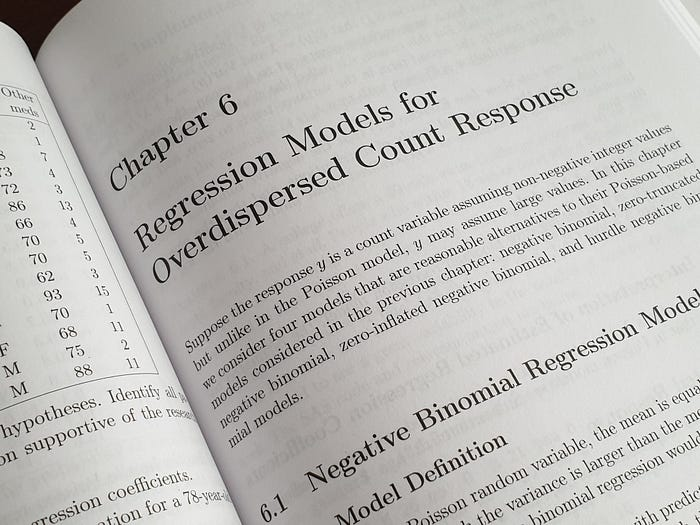 Other
meds
2
1
8 7
73 4
72 3
86 13
66 4
70 5
70 5
62 3
93 15
70 1
F 68 11
M 75 2
M 88 11
hypotheses. Identify all
on supportive of the
gression coefficients.
ation for a 78-year-
Chapter 6
Regression Models for
Overdispersed Count Response
Suppose the response y is a count variable assuming non-negative integer values
but unlike in the Poisson model, y may assume large values. In this chapter
we consider four models that are reasonable alternatives to their Poisson-based
models considered in the previous chapter: negative binomial, zero-truncated
negative binomial, zero-inflated negative binomial, and hurdle negative
mial models.
6.1 Negative Binomial Regression Model
Model Definition
Poisson random variable, the mean is
the variance is larger than the
binomial regression would
with